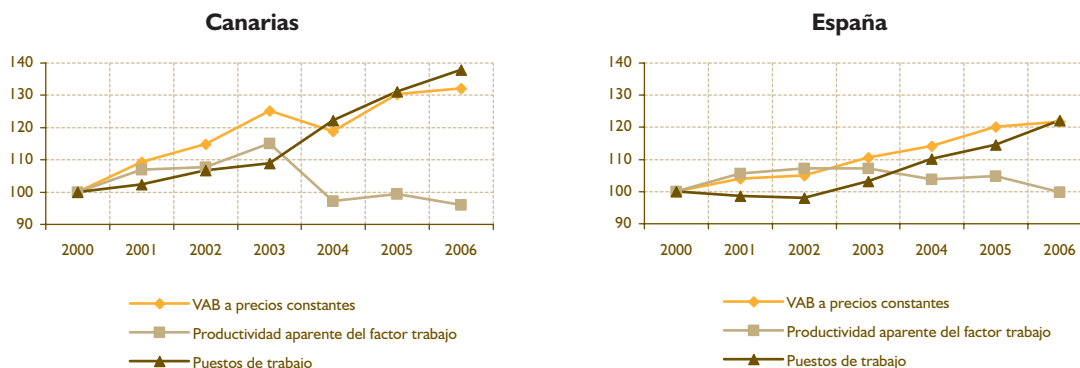 Canarias
140
130
120
110
100
90
2000 2001 2002 2003 2004 2005 2006
VAB a precios constantes
Productividad aparente del factor trabajo
Puestos de trabajo
España
140
130
120
110
100
90
2000 2001 2002 2003 2004 2005 2006
VAB a precios constantes
Productividad aparente del factor trabajo
Puestos de trabajo